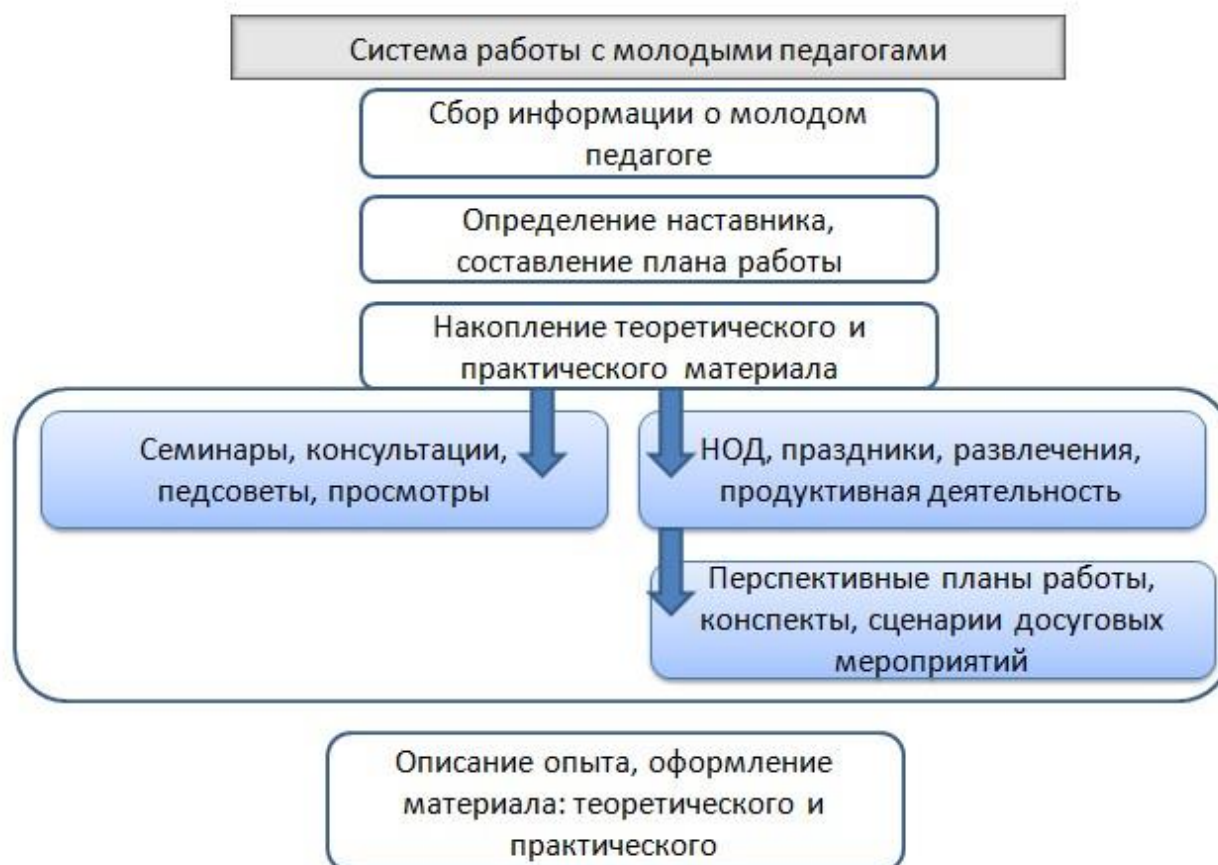 Система работы с молодыми педагогами
Сбор информации о молодом
педагоге
Определение наставника,
составление плана работы
Накопление теоретического и
практического материала
Семинары, консультации,
педсоветы, просмотры
НОД, праздники, развлечения,
продуктивная деятельность
Перспективные планы работы,
конспекты, сценарии досуговых
мероприятий
Описание опыта, оформление
материала: теоретического и
практического